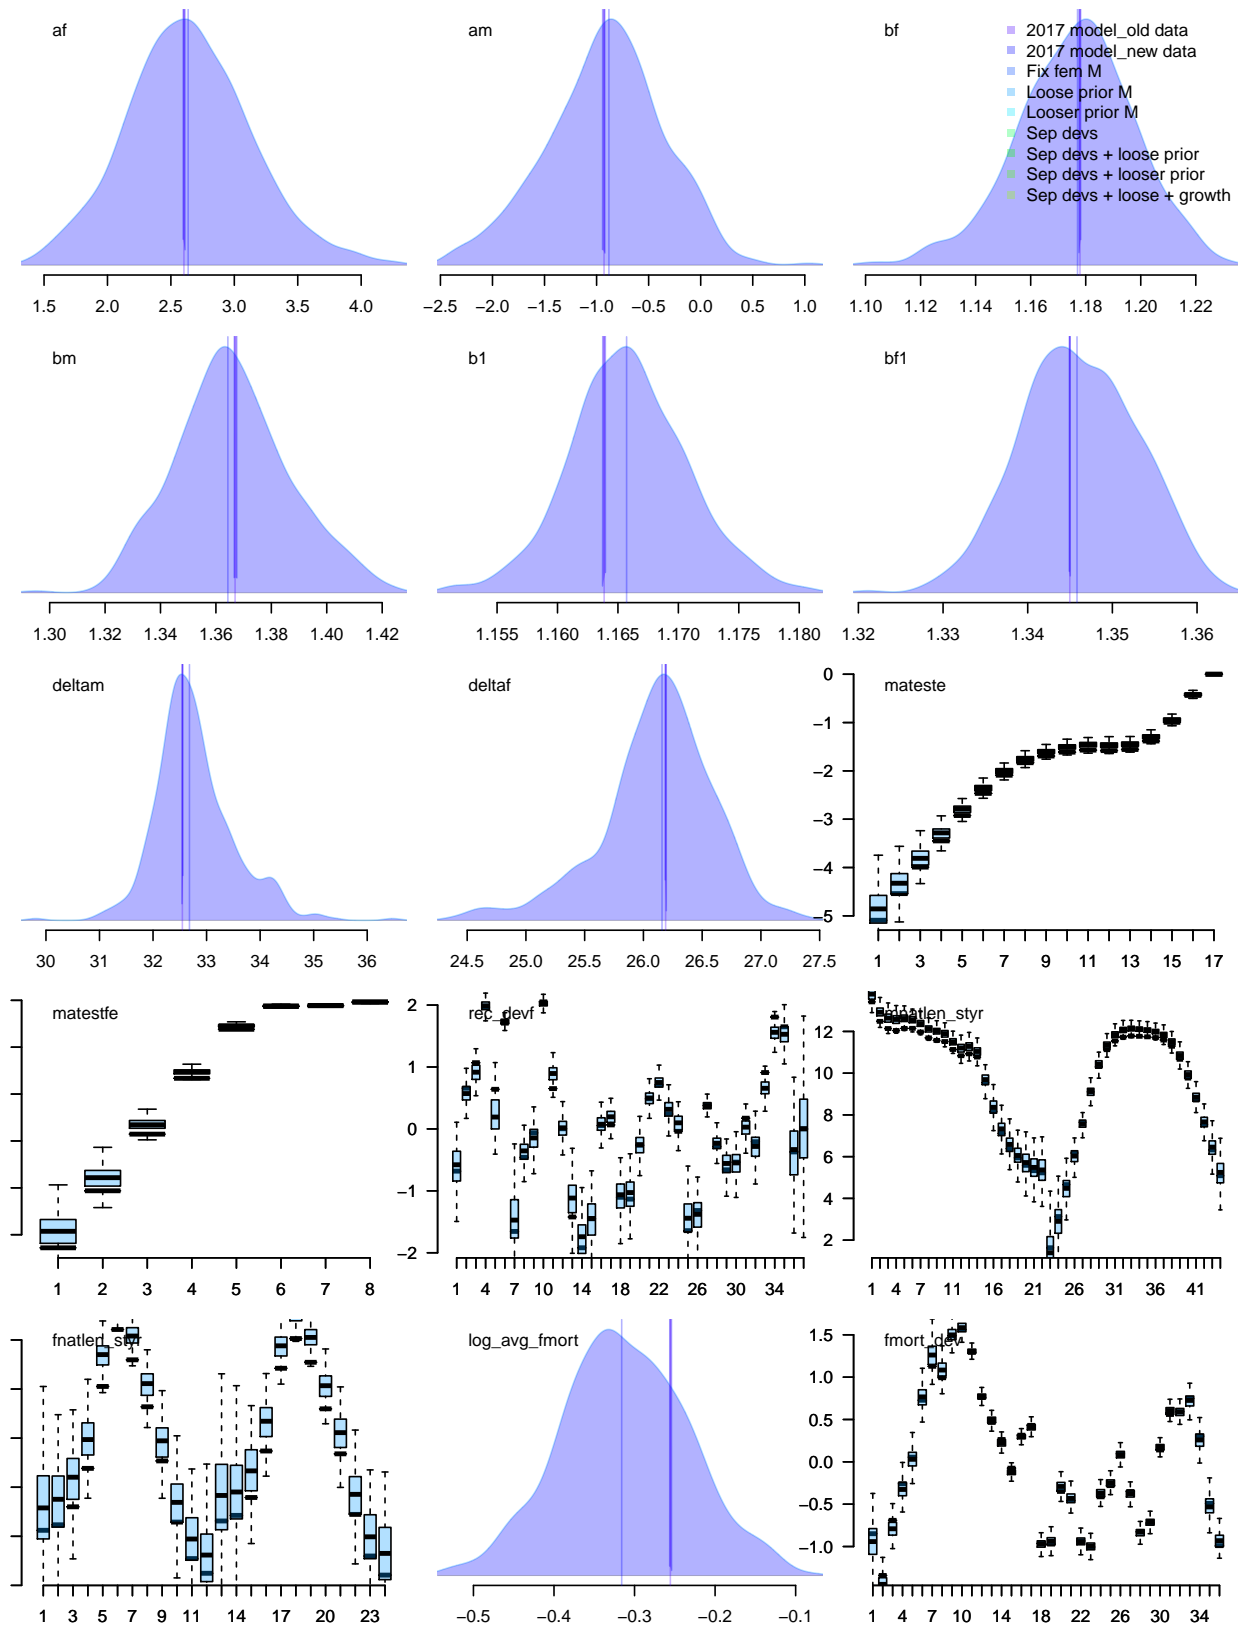 af
am
bf
2017 model_old data
2017 model_new data
Fix fem M
Loose prior M
Looser prior M
Sep devs
Sep devs + loose prior
Sep devs + looser prior
Sep devs + loose + growth
1.5 2.0 2.5 3.0 3.5 4.0
−2.5 −2.0 −1.5 −1.0 −0.5 0.0 0.5 1.0
1.10 1.12 1.14 1.16 1.18 1.20 1.22
bm
b1
bf1
1.30 1.32 1.34 1.36 1.38 1.40 1.42
1.155 1.160 1.165 1.170 1.175 1.180
1.32 1.33 1.34 1.35 1.36
deltam
deltaf
mateste
0
−1
−2
−3
−4
−5
30 31 32 33 34 35 36
24.5 25.0 25.5 26.0 26.5 27.0 27.5
1 3 5 7 9 11 13 15 17
matestfe
rec_devf
mnatlen_styr
2
1
0
−1
−2
12
10
8
6
4
2
1 2 3 4 5 6 7 8
1 4 7 10 14 18 22 26 30 34
1 4 7 11 16 21 26 31 36 41
fnatlen_styr
log_avg_fmort
fmort_dev
1.5
1.0
0.5
0.0
−0.5
−1.0
1 3 5 7 9 11 14 17 20 23
−0.5 −0.4 −0.3 −0.2 −0.1
1 4 7 10 14 18 22 26 30 34